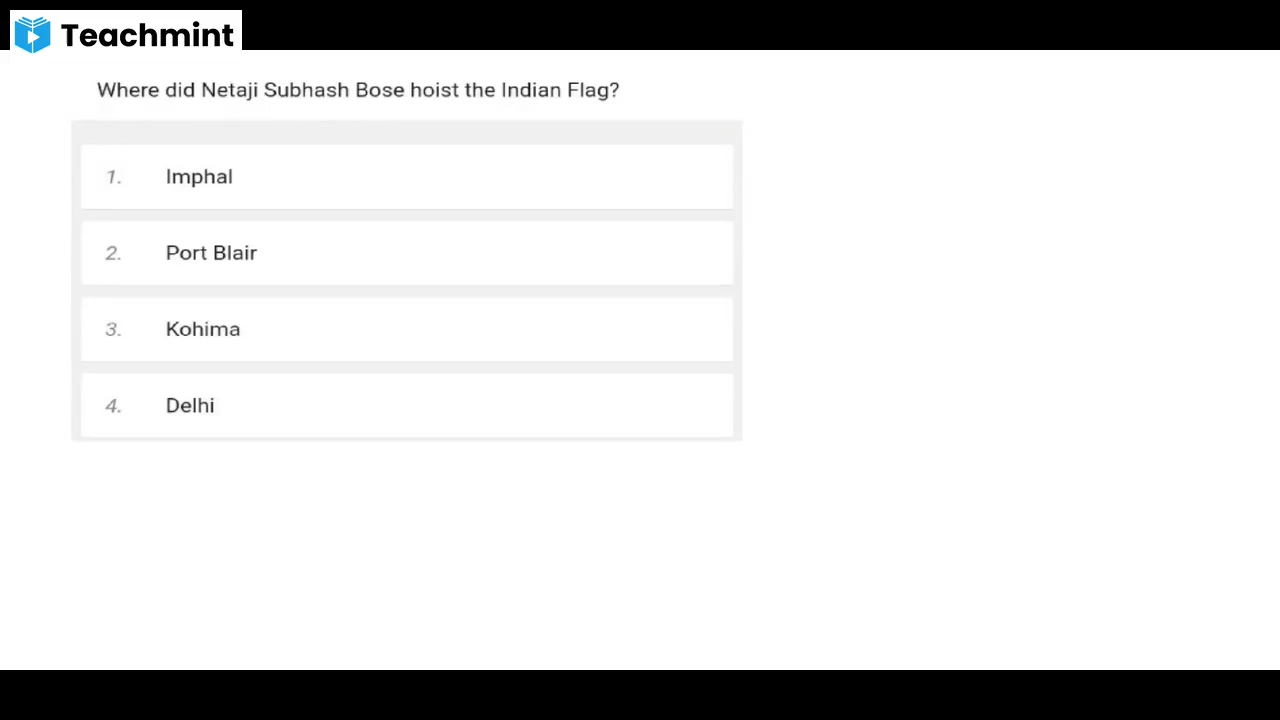 Teachmint
Where did Netaji Subhash Bose hoist the Indian Flag?
1. Imphal
2. Port Blair
3. Kohima
4. Delhi